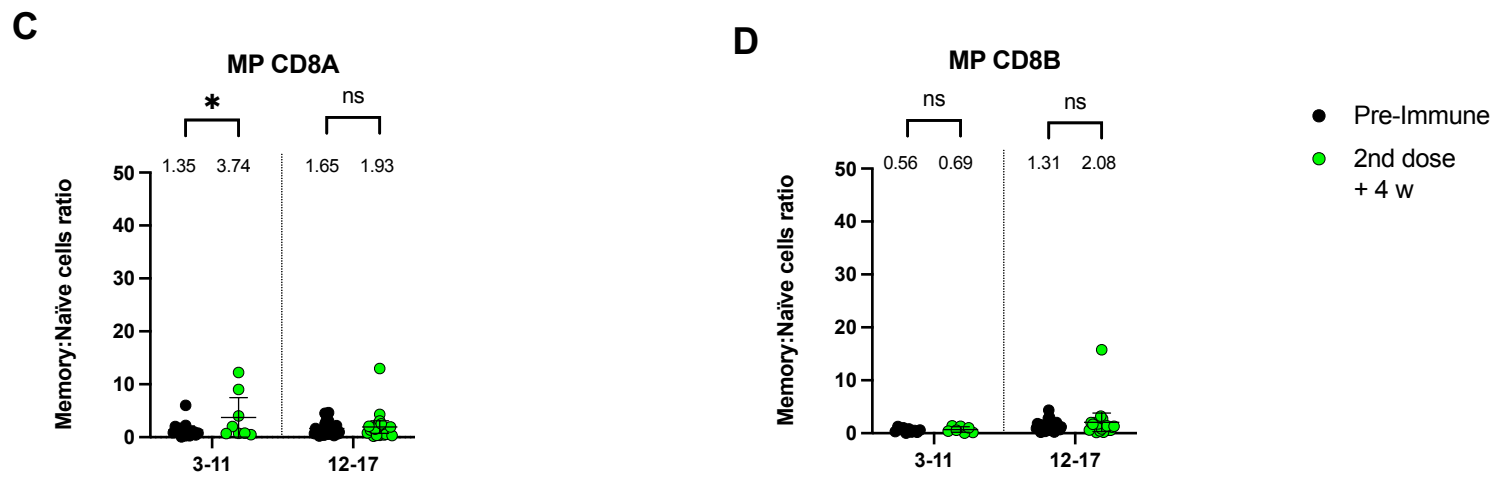 C
MP CD8A
* ns
1.35 3.74 1.65 1.93
50
40
30
20
10
0
Memory:Naïve cells ratio
3-11 12-17
D
MP CD8B
ns ns
0.56 0.69 1.31 2.08
50
40
30
20
10
0
Memory:Naïve cells ratio
3-11 12-17
Pre-Immune
2nd dose
+ 4 w